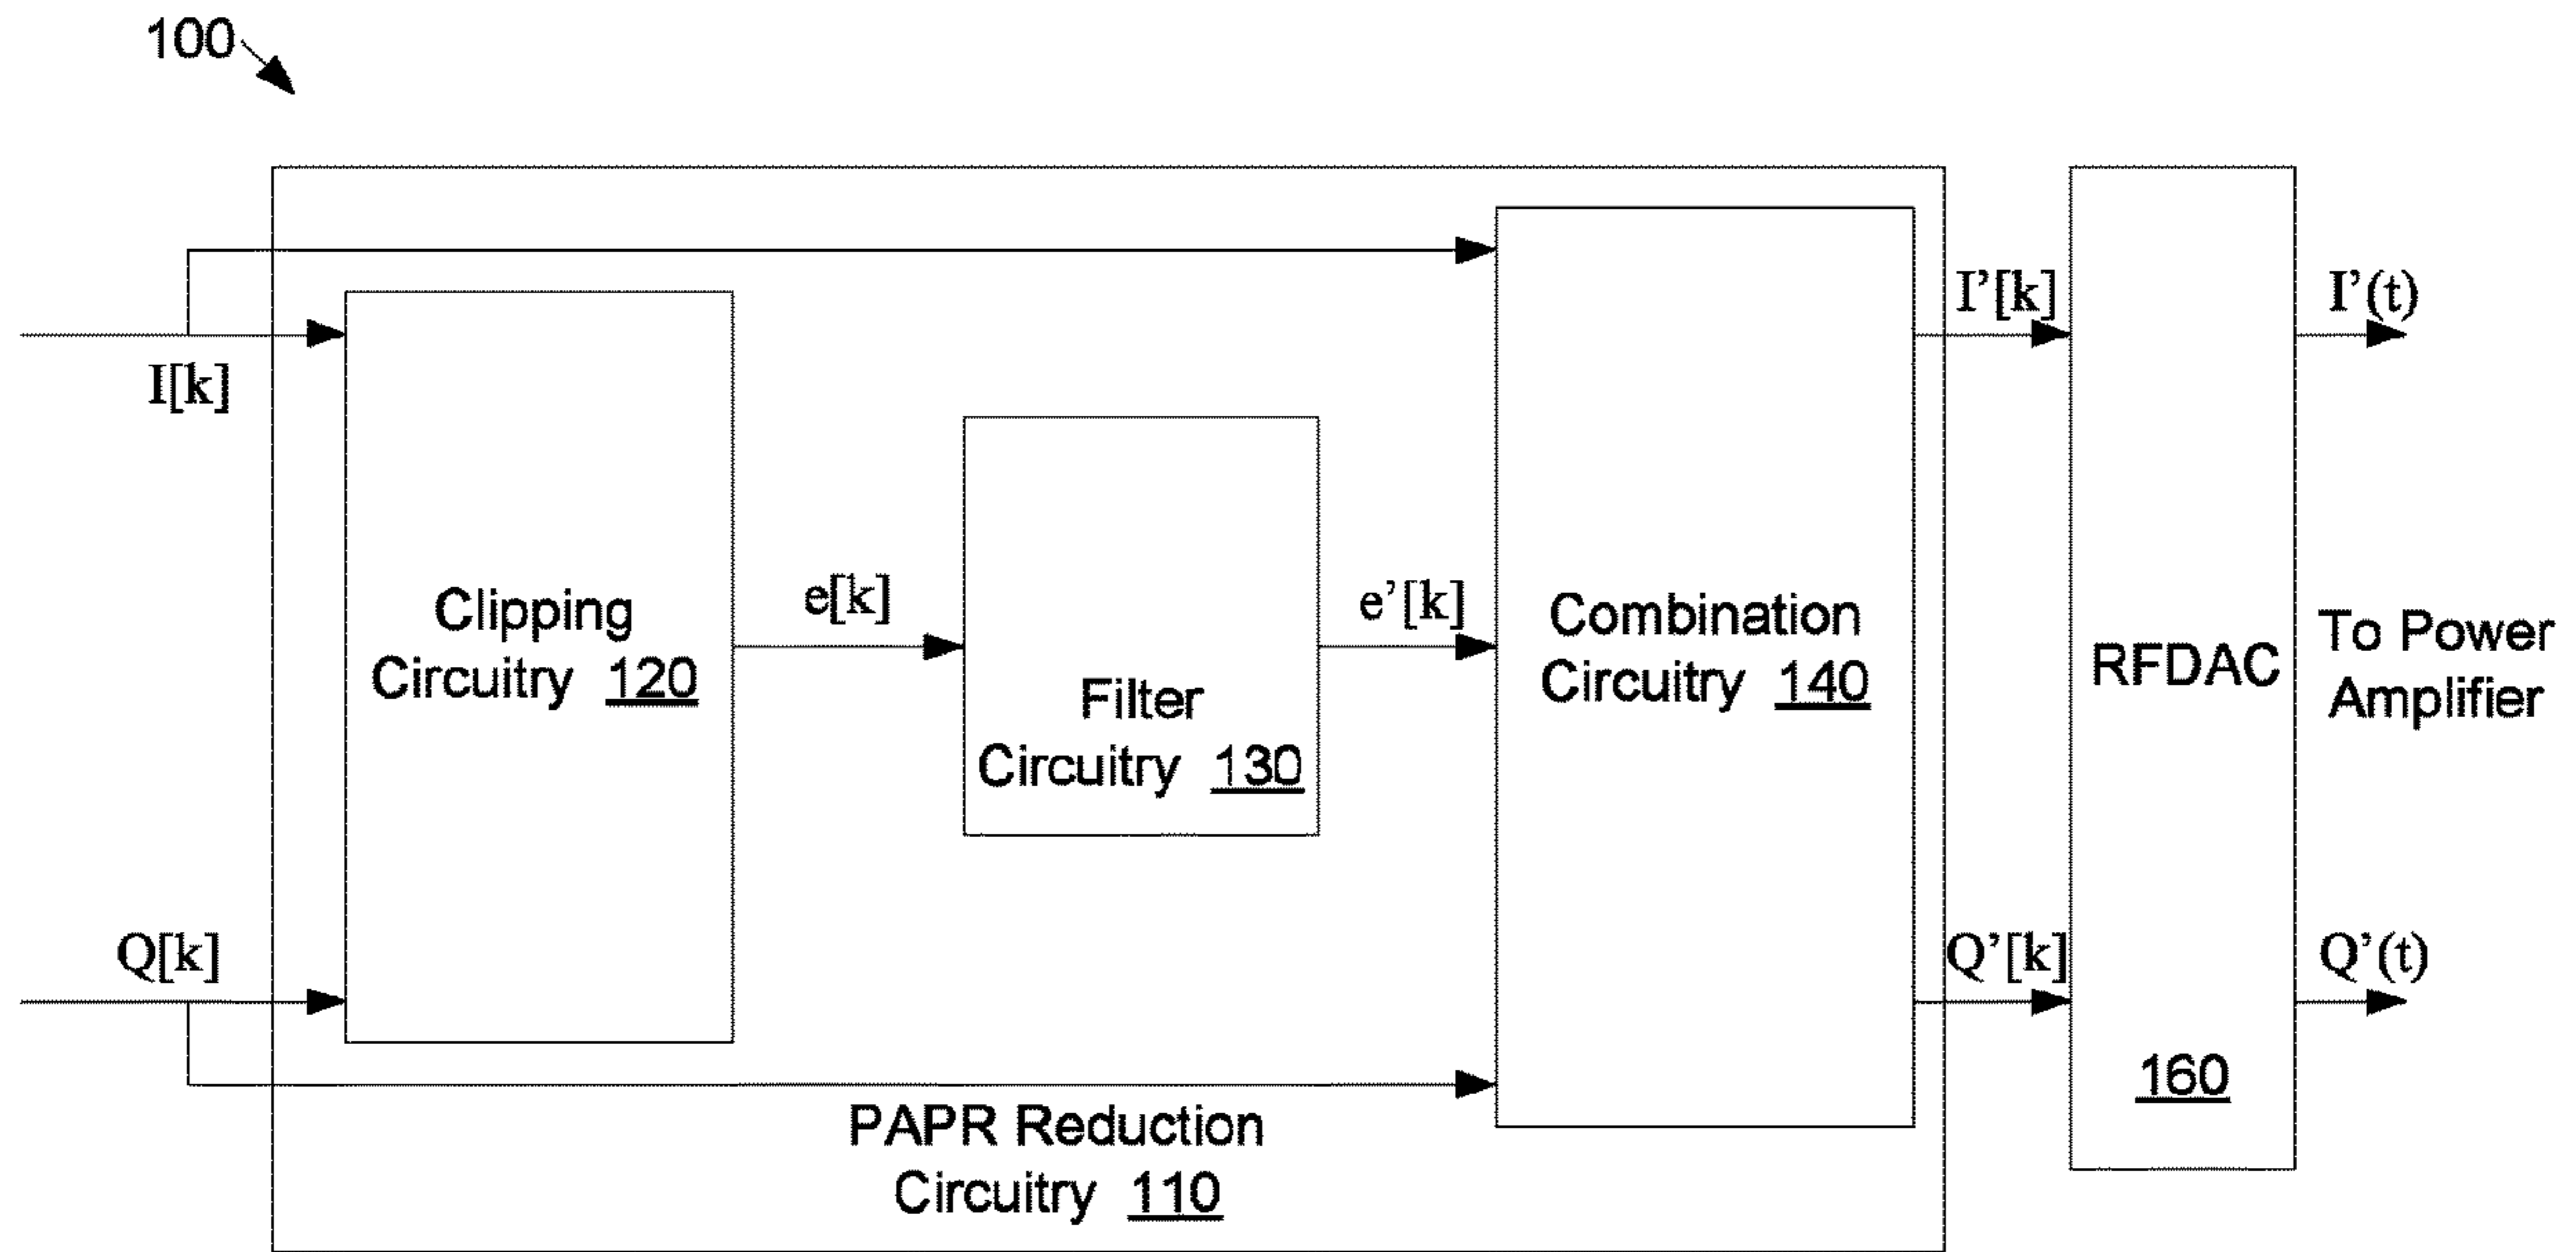 100
I[k]
Q[k]
Clipping
Circuitry 120
e[k]
Filter
Circuitry 130
e'[k]
Combination
Circuitry 140
PAPR Reduction
Circuitry 110
I'[k]
Q'[k]
RFDAC
160
I'(t)
To Power
Amplifier
Q'(t)